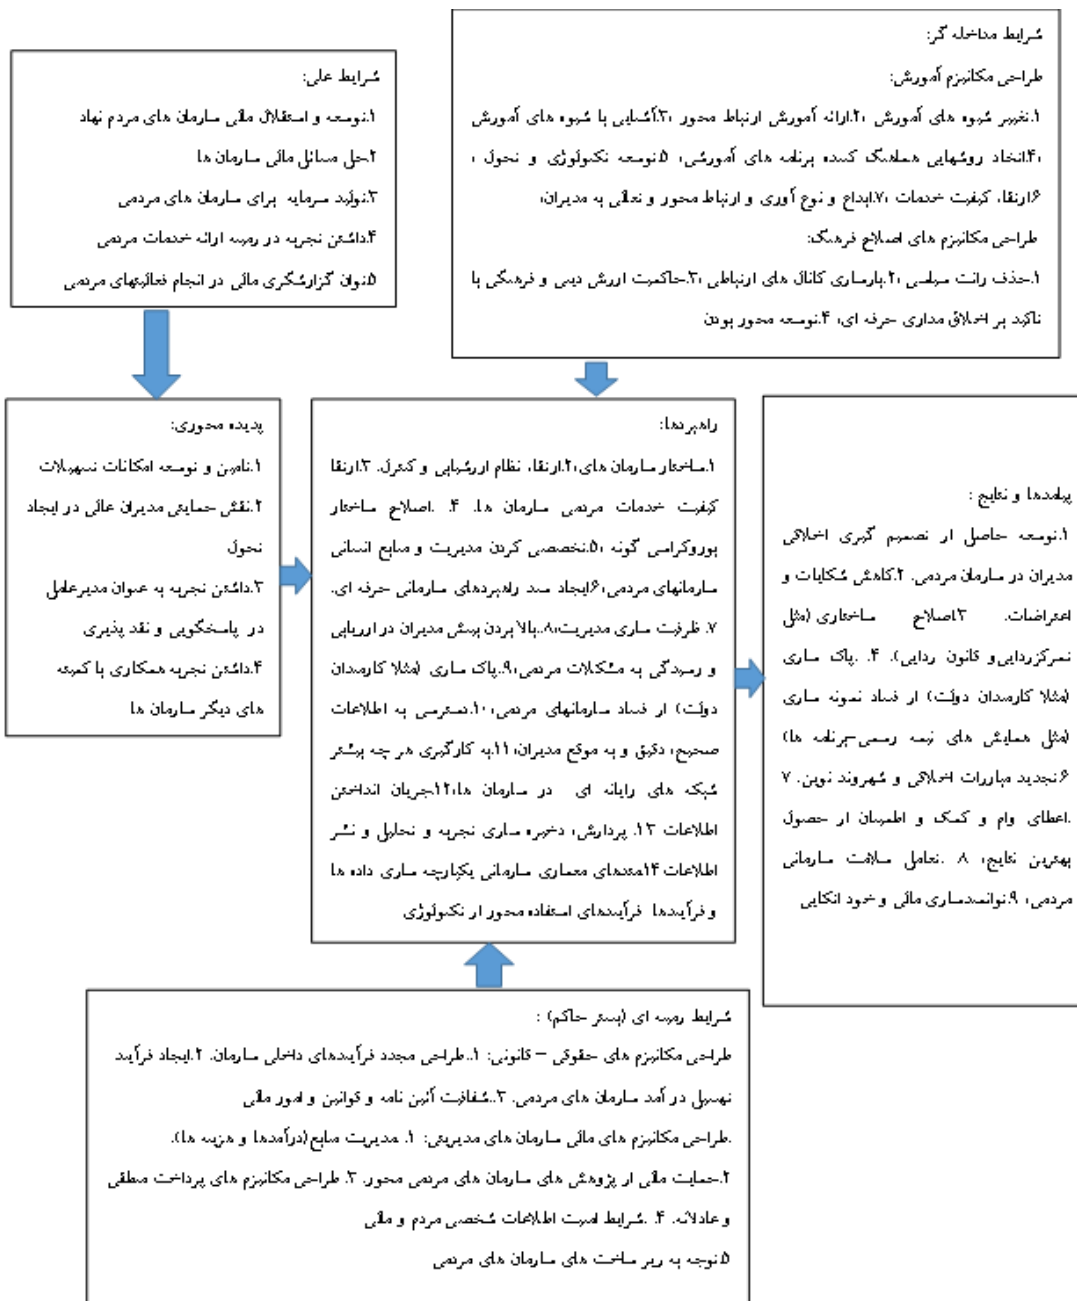 شرایط علی:
۱.توسعه و استقلال مالی سازمان های مردم نهاد
۲.حل مسائل مالی سازمان ها
۳.تولید سرمایه برای سازمان های مردمی
۴.داشتن تجربه در زمینه ارائه خدمات مردمی
۵.توان گزارشگری مالی در انجام فعالیتهای مردمی
شرایط مداخله گر:
طراحی مکانیزم آموزش:
۱.تغییر شیوه های آموزش ،۲.ارائه آموزش ارتباط محور ،۳.آشنایی با شیوه های آموزش
،۴.اتخاذ روشهایی هماهنگ کننده برنامه های آموزشی، ۵.توسعه تکنولوژی و تحول ،
۶.ارتقاء کیفیت خدمات ،۷.ابداع و نوع آوری و ارتباط محور و تعالی به مدیران،
طراحی مکانیزم های اصلاح فرهنگ:
۱.حذف رانت سیاسی ،۲.بازسازی کانال های ارتباطی ،۳.حاکمیت ارزش دینی و فرهنگی با
تاکید بر اخلاق مداری حرفه ای، ۴.توسعه محور بودن
پدیده محوری:
۱.تامین و توسعه امکانات تسهیلات
۲.نقش حمایتی مدیران عالی در ایجاد
تحول
۳.داشتن تجربه به عنوان مدیرعامل
در پاسخگویی و نقد پذیری
۴.داشتن تجربه همکاری با کمیته
های دیگر سازمان ها
راهبردها:
۱.ساختار سازمان های،۲.ارتقاء نظام ارزشیابی و کنترل. ۳.ارتقا
کیفیت خدمات مردمی سازمان ها. ۴. .اصلاح ساختار
بوروکراسی گونه ،۵.تخصصی کردن مدیریت و منابع انسانی
سازمانهای مردمی،۶.ایجاد سند راهبردهای سازمانی حرفه ای.
۷. ظرفیت سازی مدیریت،۸..بالا بردن بینش مدیران در ارزیابی
و رسیدگی به مشکلات مردمی،۹.پاک سازی (مثلا کارمندان
دولت) از فساد سازمانهای مردمی،۱۰.دسترسی به اطلاعات
صحیح، دقیق و به موقع مدیران،۱۱.به کارگیری هر چه بیشتر
شبکه های رایانه ای در سازمان ها،۱۲.جریان انداختن
اطلاعات ۱۳. پردازش، ذخیره سازی تجربه و تحلیل و نشر
اطلاعات ۱۴.متدهای معماری سازمانی یکپارچه سازی داده ها
و فرآیندها فرآیندهای استفاده محور از تکنولوژی
پیامدها و نتایج :
۱.توسعه حاصل از تصمیم گیری اخلاقی
مدیران در سازمان مردمی. ۲.کاهش شکایات و
اعتراضات. ۳.اصلاح ساختاری (مثل
تمرکززدایی و قانون زدایی). ۴. .پاک سازی
(مثلا کارمندان دولت) از فساد نمونه سازی
(مثل همایش های نیمه رسمی-برنامه ها)
۶.تجدید مبارزات اخلاقی و شهروند نوین. ۷
.اعطای وام و کمک و اطمینان از حصول
بهترین نتایج، ۸ .تعامل سلامت سازمانی
مردمی، ۹.توانمندسازی مالی و خود اتکایی
شرایط زمینه ای (بستر حاکم) :
طراحی مکانیزم های حقوقی – قانونی: ۱..طراحی مجدد فرآیندهای داخلی سازمان. ۲.ایجاد فرآیند
تهسیل در آمد سازمان های مردمی. ۳..شفافیت آئین نامه و قوانین و امور مالی
.طراحی مکانیزم های مالی سازمان های مدیریتی: ۱. مدیریت منابع(درآمدها و هزینه ها).
۲.حمایت مالی از پژوهش های سازمان های مردمی محور. ۳. طراحی مکانیزم های پرداخت منطقی
و عادلانه. ۴. .شرایط امنیت اطلاعات شخصی مردم و مالی
۵.توجه به زیر ساخت های سازمان های مردمی